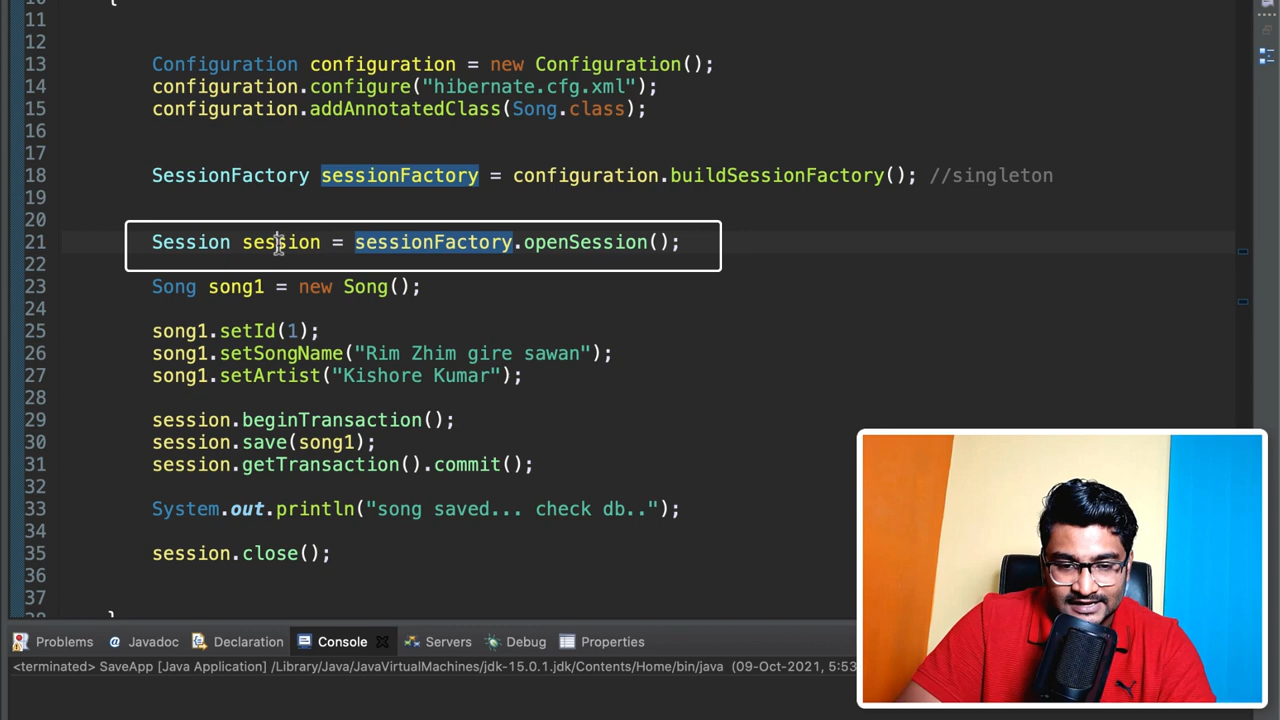 11
12
13 Configuration configuration = new Configuration();
14 configuration.configure("hibernate.cfg.xml");
15 configuration.addAnnotatedClass(Song.class);
16
17
18 SessionFactory sessionFactory = configuration.buildSessionFactory(); //singleton
19
20
21 Session session = sessionFactory.openSession();
22
23 Song song1 = new Song();
24
25 song1.setId(1);
26 song1.setSongName("Rim Zhim gire sawan");
27 song1.setArtist("Kishore Kumar");
28
29 session.beginTransaction();
30 session.save(song1);
31 session.getTransaction().commit();
32
33 System.out.println("song saved... check db..");
34
35 session.close();
36
37
}
Problems @ Javadoc Declaration Console Servers Debug Properties
<terminated> SaveApp [Java Application] /Library/Java/JavaVirtualMachines/jdk-15.0.1.jdk/Contents/Home/bin/java (09-Oct-2021, 5:53